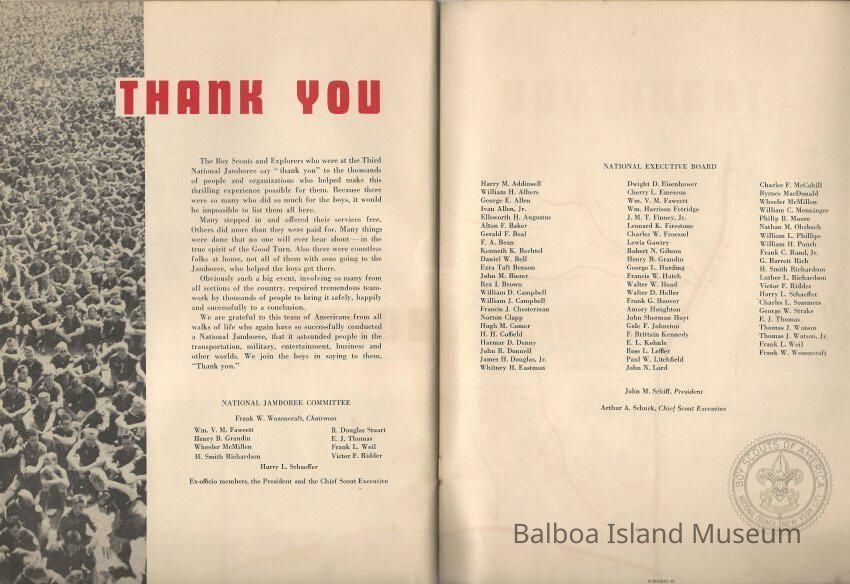 THANK YOU
The Boy Scouts and Explorers who were at the Third
National Jamboree say "thank you" to the thousands
of people and organizations who helped make this
thrilling experience possible for them. Because there
were so many who did so much for the boys, it would
be impossible to list them all here.
Many stepped in and offered their services free.
Others did more than they were paid for. Many things
were done that no one will ever hear about—in the
true spirit of the Good Turn. Also there were countless
folks at home, not all of them with sons going to the
Jamboree, who helped the boys get there.
Obviously such a big event, involving so many from
all sections of the country, required tremendous team-
work by thousands of people to bring it safely, happily
and successfully to a conclusion.
We are grateful to this team of Americans from all
walks of life who again have so successfully conducted
a National Jamboree, that it astounded people in the
transportation, military, entertainment, business and
other worlds. We join the boys in saying to them,
"Thank you."
NATIONAL JAMBOREE COMMITTEE
Frank W. Wozencraft, Chairman
Wm. V. M. Fawcett
Henry B. Grandin
Wheeler McMillen
H. Smith Richardson
R. Douglas Stuart
E. J. Thomas
Frank L. Weil
Victor F. Ridder
Harry L. Schaeffer
Ex-officio members, the President and the Chief Scout Executive
NATIONAL EXECUTIVE BOARD
Harry M. Addinsell
William H. Albers
George E. Allen
Ivan Allen, Jr.
Ellsworth H. Augustus
Alton F. Baker
Gerald F. Beal
F. A. Bean
Kenneth K. Bechtel
Daniel W. Bell
Ezra Taft Benson
John M. Bierer
Rex I. Brown
William D. Campbell
William J. Campbell
Francis J. Chesterman
Norton Clapp
Hugh M. Comer
H. H. Coffield
Harmar D. Denny
John R. Donnell
James H. Douglas, Jr.
Whitney H. Eastman
Dwight D. Eisenhower
Cherry L. Emerson
Wm. V. M. Fawcett
Wm. Harrison Fetridge
J. M. T. Finney, Jr.
Leonard K. Firestone
Charles W. Froessel
Lewis Gawtry
Robert N. Gibson
Henry B. Grandin
George L. Harding
Francis W. Hatch
Walter W. Head
Walter D. Heller
Frank G. Hoover
Amory Houghton
John Sherman Hoyt
Gale F. Johnston
F. Brittain Kennedy
E. L. Kohnle
Ross L. Leffler
Paul W. Litchfield
John N. Lord
Charles F. McCahill
Byrnes MacDonald
Wheeler McMillen
William C. Menninger
Philip R. Moore
Nathan M. Ohrbach
William L. Phillips
William H. Pouch
Frank C. Rand, Jr.
G. Barrett Rich
H. Smith Richardson
Luther L. Richardson
Victor F. Ridder
Harry L. Schaeffer
Charles L. Sommers
George W. Strake
E. J. Thomas
Thomas J. Watson
Thomas J. Watson, Jr.
Frank L. Weil
Frank W. Wozencraft
John M. Schiff, President
Arthur A. Schuck, Chief Scout Executive
BOY SCOUTS OF AMERICA
Balboa Island Museum